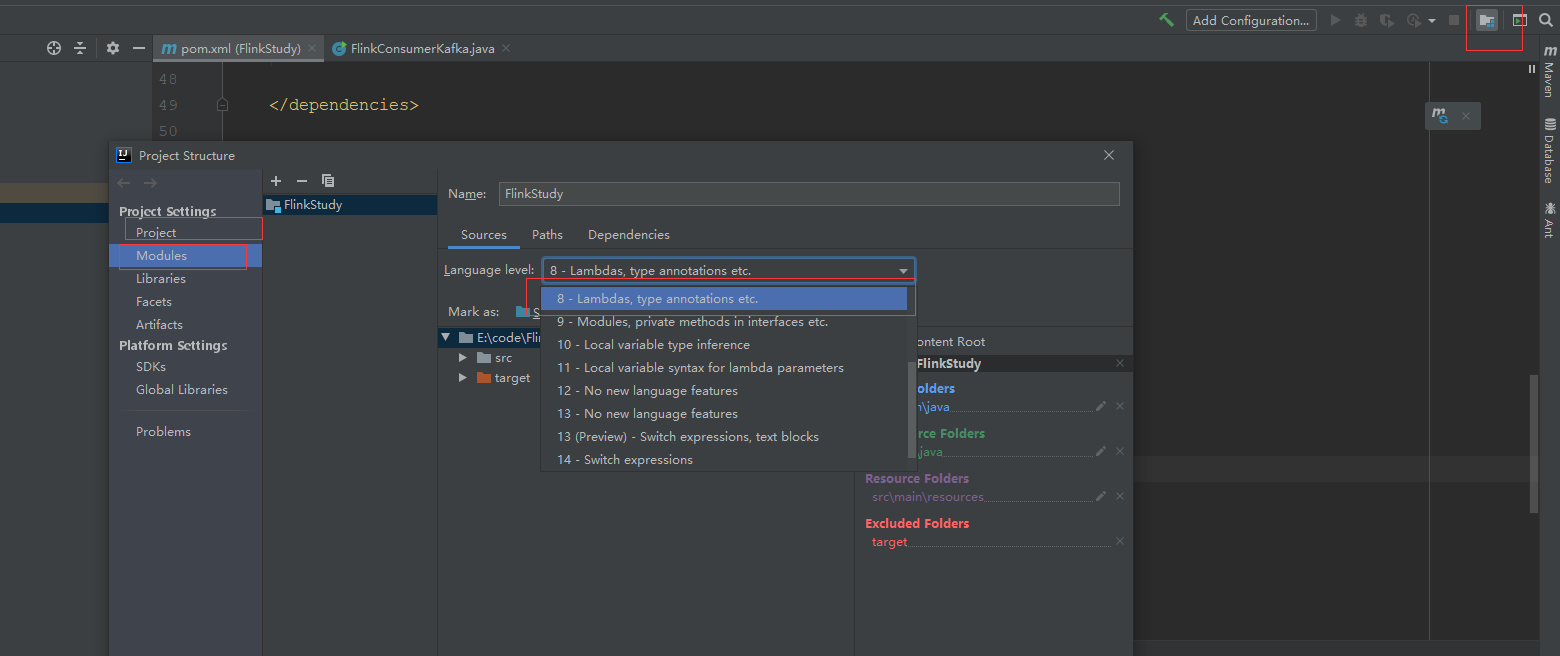 Add Configuration...
pom.xml (FlinkStudy)
FlinkConsumerKafka.java
48
49 </dependencies>
50
Maven
Database
Ant
Project Structure
Project Settings
Project
Modules
Libraries
Facets
Artifacts
Platform Settings
SDKs
Global Libraries
Problems
FlinkStudy
Name: FlinkStudy
Sources Paths Dependencies
Language level: 8 - Lambdas, type annotations etc.
8 - Lambdas, type annotations etc.
9 - Modules, private methods in interfaces etc.
10 - Local variable type inference
11 - Local variable syntax for lambda parameters
12 - No new language features
13 - No new language features
13 (Preview) - Switch expressions, text blocks
14 - Switch expressions
Mark as: S
E:\code\Fli
src
target
ontent Root
FlinkStudy
olders
\java
rce Folders
\java
Resource Folders
src\main\resources
Excluded Folders
target